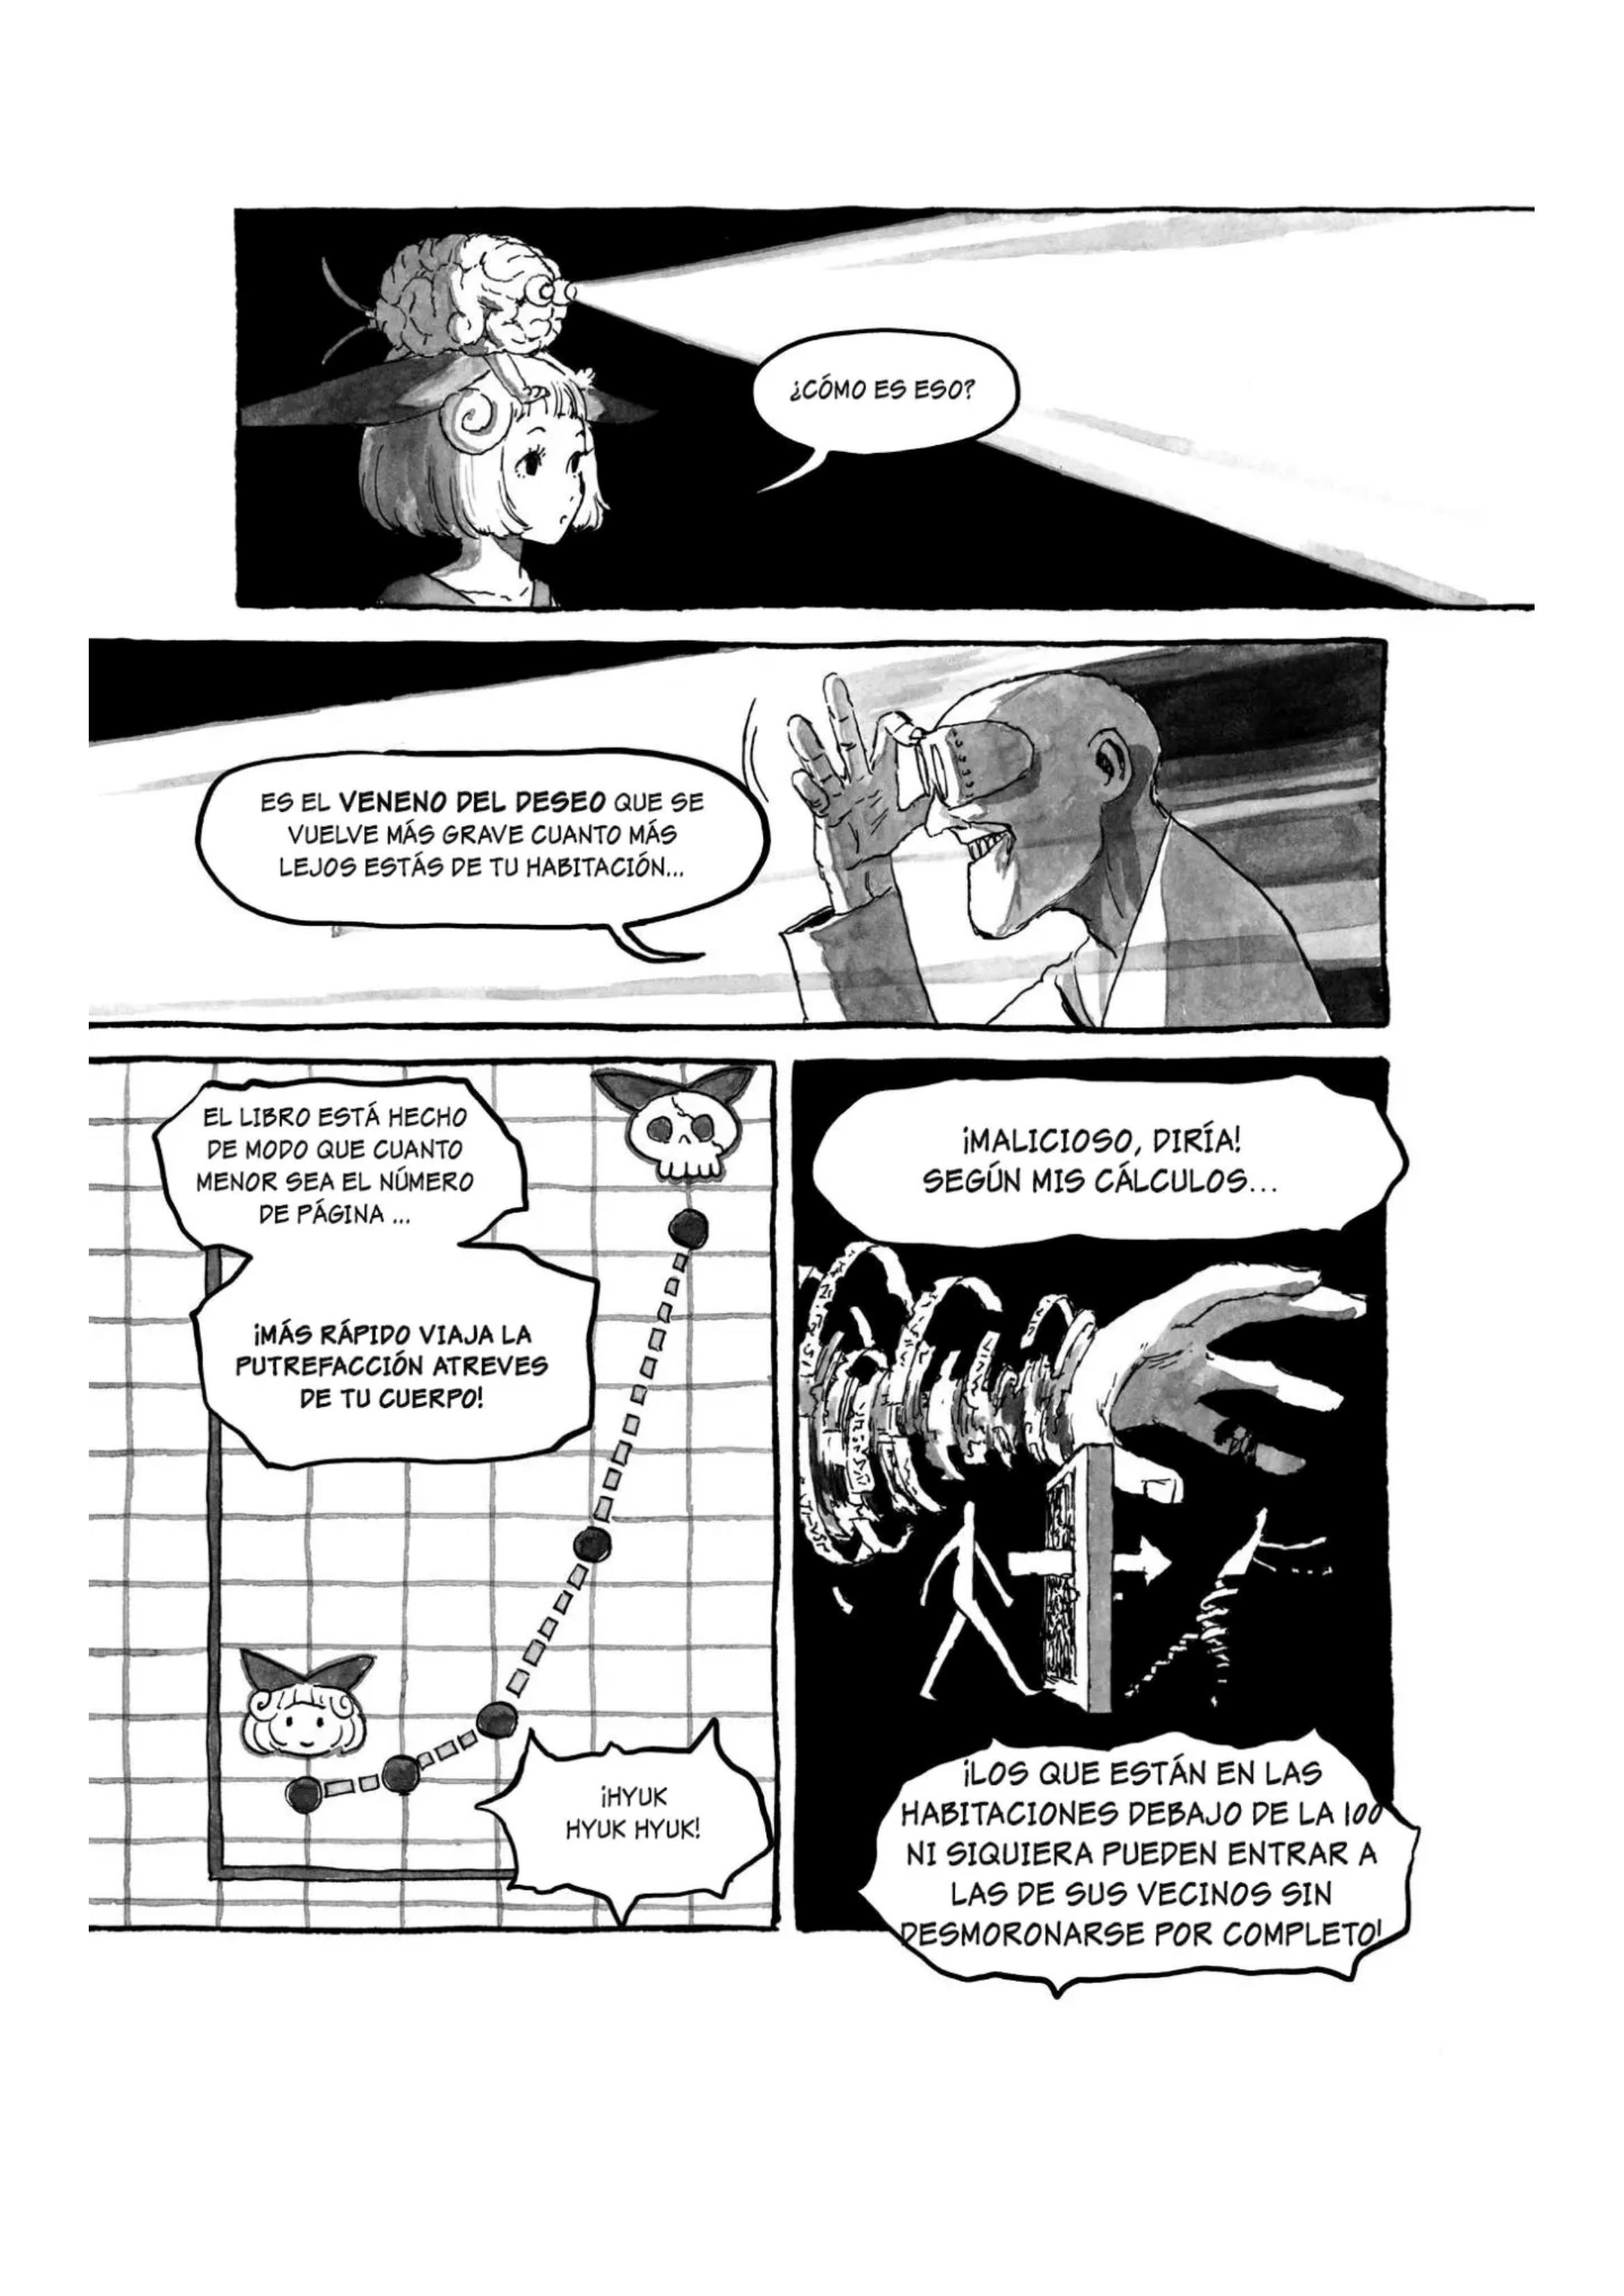 ¿CÓMO ES ESO?
ES EL VENENO DEL DESEO QUE SE
VUELVE MÁS GRAVE CUANTO MÁS
LEJOS ESTÁS DE TU HABITACIÓN...
EL LIBRO ESTÁ HECHO
DE MODO QUE CUANTO
MENOR SEA EL NÚMERO
DE PÁGINA ...
¡MÁS RÁPIDO VIAJA LA
PUTREFACCIÓN ATREVES
DE TU CUERPO!
¡HYUK
HYUK HYUK!
¡MALICIOSO, DIRÍA!
SEGÚN MIS CÁLCULOS...
¡LOS QUE ESTÁN EN LAS
HABITACIONES DEBAJO DE LA 100
NI SIQUIERA PUEDEN ENTRAR A
LAS DE SUS VECINOS SIN
DESMORONARSE POR COMPLETO!